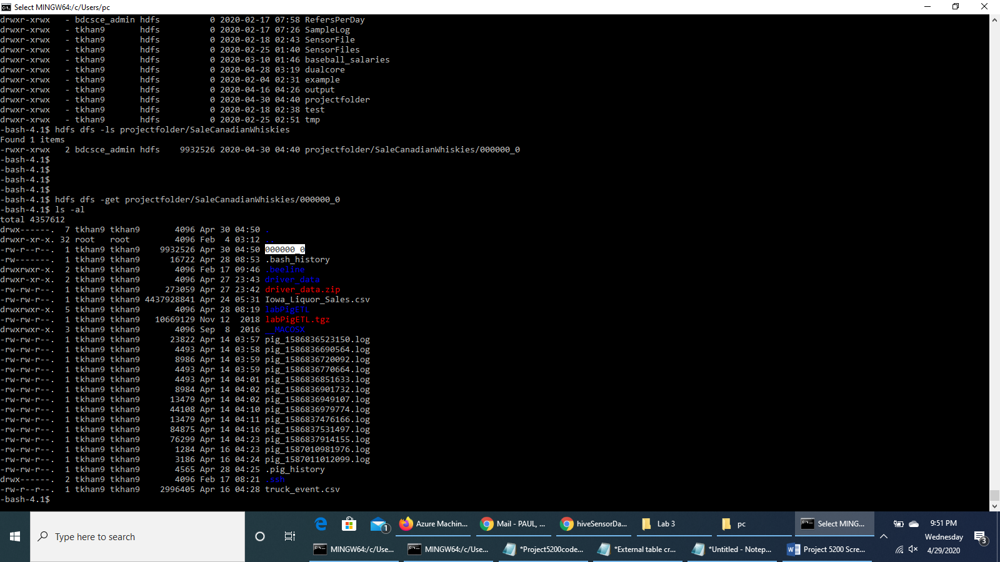 Select MINGW64:/c/Users/pc
drwxr-xrwx   - bdcsce_admin hdfs          0 2020-02-17 07:58 RefersPerDay
drwxr-xrwx   - tkhan9       hdfs          0 2020-02-17 07:26 SampleLog
drwxr-xrwx   - tkhan9       hdfs          0 2020-02-18 02:43 SensorFile
drwxr-xrwx   - tkhan9       hdfs          0 2020-02-25 01:40 SensorFiles
drwxr-xrwx   - tkhan9       hdfs          0 2020-03-10 01:46 baseball_salaries
drwxr-xrwx   - tkhan9       hdfs          0 2020-04-28 03:19 dualcore
drwxr-xrwx   - tkhan9       hdfs          0 2020-02-04 02:31 example
drwxr-xrwx   - tkhan9       hdfs          0 2020-04-16 04:26 output
drwxr-xrwx   - tkhan9       hdfs          0 2020-04-30 04:40 projectfolder
drwxr-xrwx   - tkhan9       hdfs          0 2020-02-18 02:38 test
drwxr-xrwx   - tkhan9       hdfs          0 2020-02-25 02:51 tmp
-bash-4.1$ hdfs dfs -ls projectfolder/SaleCanadianWhiskies
Found 1 items
-rwxr-xrwx   2 bdcsce_admin hdfs    9932526 2020-04-30 04:40 projectfolder/SaleCanadianWhiskies/000000_0
-bash-4.1$
-bash-4.1$
-bash-4.1$
-bash-4.1$
-bash-4.1$ hdfs dfs -get projectfolder/SaleCanadianWhiskies/000000_0
-bash-4.1$ ls -al
total 4357612
drwx------.  7 tkhan9 tkhan9       4096 Apr 30 04:50 .
drwxr-xr-x. 32 root   root         4096 Feb  4 03:12 ..
-rw-r--r--.  1 tkhan9 tkhan9    9932526 Apr 30 04:50 000000_0
-rw-------.  1 tkhan9 tkhan9      16722 Apr 28 08:53 .bash_history
drwxrwxr-x.  2 tkhan9 tkhan9       4096 Feb 17 09:46 .beeline
drwxr-xr-x.  2 tkhan9 tkhan9       4096 Apr 27 23:43 driver_data
-rw-rw-r--.  1 tkhan9 tkhan9     273059 Apr 27 23:42 driver_data.zip
-rw-rw-r--.  1 tkhan9 tkhan9 4437928841 Apr 24 05:31 Iowa_Liquor_Sales.csv
drwxrwxr-x.  5 tkhan9 tkhan9       4096 Apr 28 08:19 labPigETL
-rw-rw-r--.  1 tkhan9 tkhan9   10669129 Nov 12  2018 labPigETL.tgz
drwxrwxr-x.  3 tkhan9 tkhan9       4096 Sep  8  2016 __MACOSX
-rw-rw-r--.  1 tkhan9 tkhan9      23822 Apr 14 03:57 pig_1586836523150.log
-rw-rw-r--.  1 tkhan9 tkhan9       4493 Apr 14 03:58 pig_1586836690564.log
-rw-rw-r--.  1 tkhan9 tkhan9       8986 Apr 14 03:59 pig_1586836720092.log
-rw-rw-r--.  1 tkhan9 tkhan9       4493 Apr 14 03:59 pig_1586836770664.log
-rw-rw-r--.  1 tkhan9 tkhan9       4493 Apr 14 04:01 pig_1586836851633.log
-rw-rw-r--.  1 tkhan9 tkhan9       8984 Apr 14 04:02 pig_1586836901732.log
-rw-rw-r--.  1 tkhan9 tkhan9      13479 Apr 14 04:02 pig_1586836949107.log
-rw-rw-r--.  1 tkhan9 tkhan9      44108 Apr 14 04:10 pig_1586836979774.log
-rw-rw-r--.  1 tkhan9 tkhan9      13479 Apr 14 04:11 pig_1586837476166.log
-rw-rw-r--.  1 tkhan9 tkhan9      84875 Apr 14 04:16 pig_1586837531497.log
-rw-rw-r--.  1 tkhan9 tkhan9      76299 Apr 14 04:23 pig_1586837914155.log
-rw-rw-r--.  1 tkhan9 tkhan9       1284 Apr 16 04:23 pig_1587010981976.log
-rw-rw-r--.  1 tkhan9 tkhan9       3186 Apr 16 04:24 pig_1587011012099.log
-rw-rw-r--.  1 tkhan9 tkhan9       4565 Apr 28 04:25 .pig_history
drwx------.  2 tkhan9 tkhan9       4096 Feb 17 08:21 .ssh
-rw-r--r--.  1 tkhan9 tkhan9    2996405 Apr 16 04:28 truck_event.csv
-bash-4.1$
Type here to search
1
Azure Machin...
Mail - PAUL, ...
hiveSensorDa...
Lab 3
pc
Select MING...
MINGW64:/c/Use...
MINGW64:/c/Use...
*Project5200code...
*External table cr...
*Untitled - Notep...
Project 5200 Scre...
9:51 PM
Wednesday
4/29/2020
3